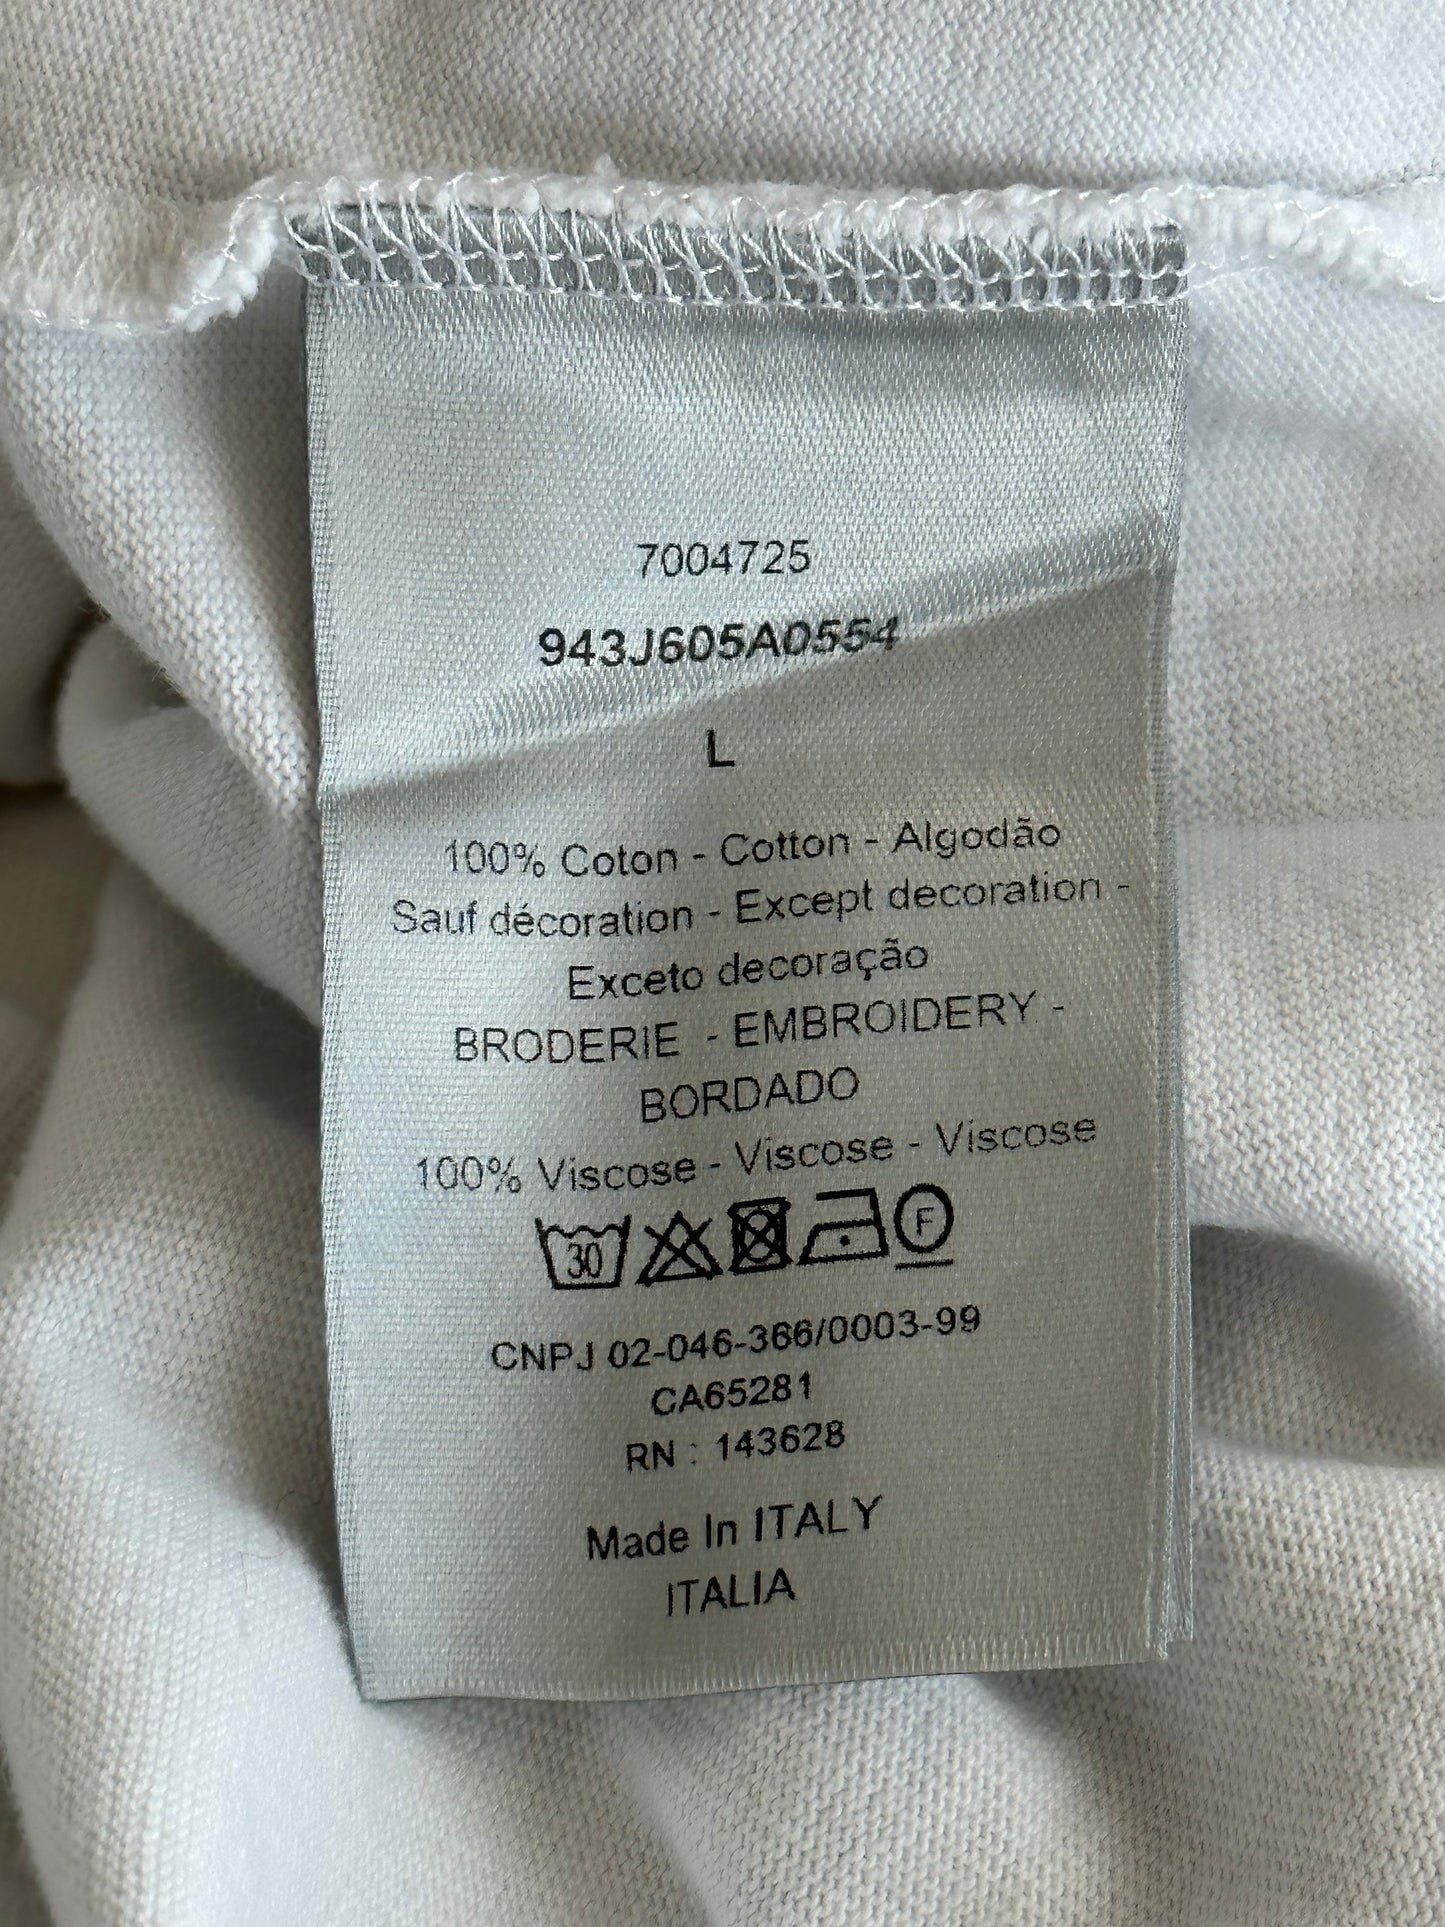 7004725
943J605A0554
L
100% Coton - Cotton - Algodão
Sauf décoration - Except decoration -
Exceto decoração
BRODERIE - EMBROIDERY -
BORDADO
100% Viscose - Viscose - Viscose
30 F
CNPJ 02-046-366/0003-99
CA65281
RN : 143628
Made In ITALY
ITALIA